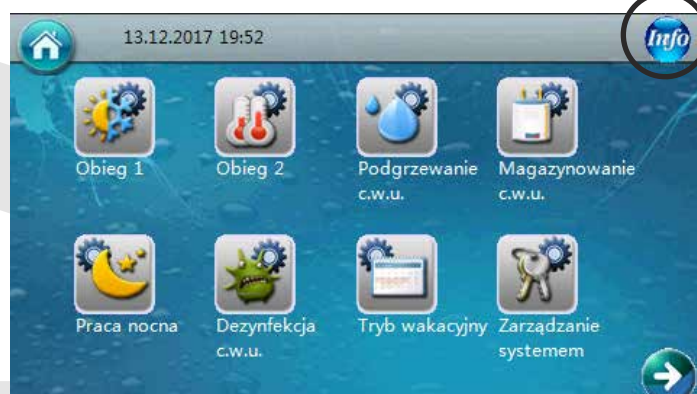 13.12.2017 19:52
Info
Obieg 1
Obieg 2
Podgrzewanie
c.w.u.
Magazynowanie
c.w.u.
Praca nocna
Dezynfekcja
c.w.u.
Tryb wakacyjny
Zarządzanie
systemem